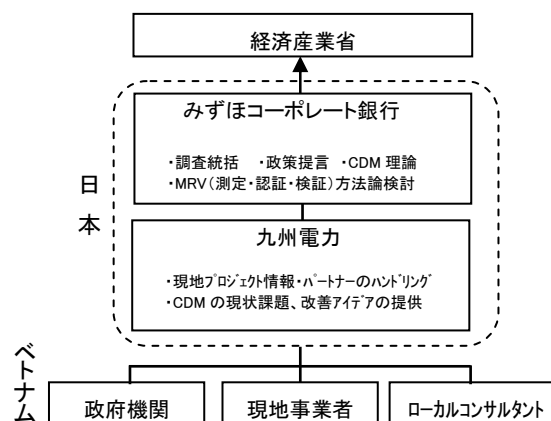 経済産業省
みずほコーポレート銀行
・調査統括 ・政策提言 ・CDM 理論
・MRV(測定・認証・検証)方法論検討
日本
九州電力
・現地プロジェクト情報・パートナーのハンドリング
・CDM の現状課題、改善アイデアの提供
ベトナム
政府機関
現地事業者
ローカルコンサルタント